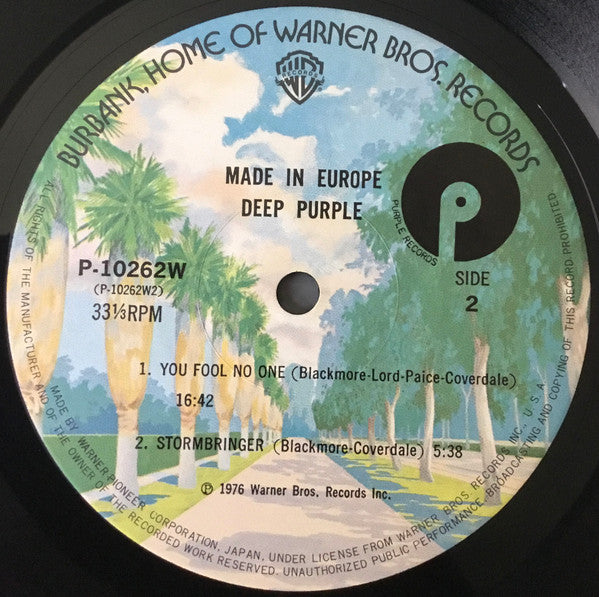 BURBANK, HOME OF WARNER BROS. RECORDS
WB
RECORDS
MADE IN EUROPE
DEEP PURPLE
P
PURPLE RECORDS
P-10262W
(P-10262W2)
33⅓RPM
SIDE
2
1. YOU FOOL NO ONE (Blackmore-Lord-Paice-Coverdale)
16:42
2. STORMBRINGER (Blackmore-Coverdale) 5:38
℗ 1976 Warner Bros. Records Inc.
MADE BY WARNER-PIONEER CORPORATION, JAPAN, UNDER LICENSE FROM WARNER BROS RECORDS INC., U.S.A.
ALL RIGHTS OF THE MANUFACTURER AND OF THE OWNER OF THE RECORDED WORK RESERVED. UNAUTHORIZED PUBLIC PERFORMANCE, BROADCASTING AND COPYING OF THIS RECORD PROHIBITED